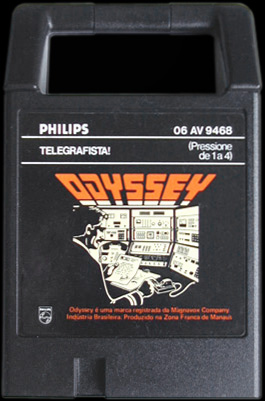 PHILIPS 06 AV 9468
TELEGRAFISTA! (Pressione
de 1 a 4)
ODYSSEY
Odyssey é uma marca registrada da Magnavox Company
Indústria Brasileira. Produzido na Zona Franca de Manaus